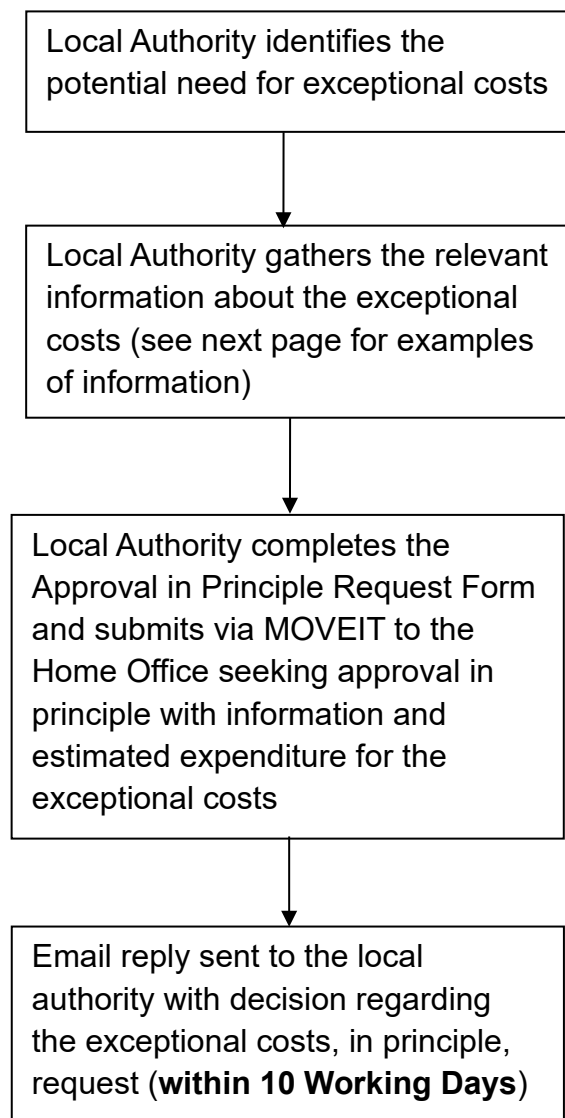 Local Authority identifies the
potential need for exceptional costs
Local Authority gathers the relevant
information about the exceptional
costs (see next page for examples
of information)
Local Authority completes the
Approval in Principle Request Form
and submits via MOVEIT to the
Home Office seeking approval in
principle with information and
estimated expenditure for the
exceptional costs
Email reply sent to the local
authority with decision regarding
the exceptional costs, in principle,
request (within 10 Working Days)